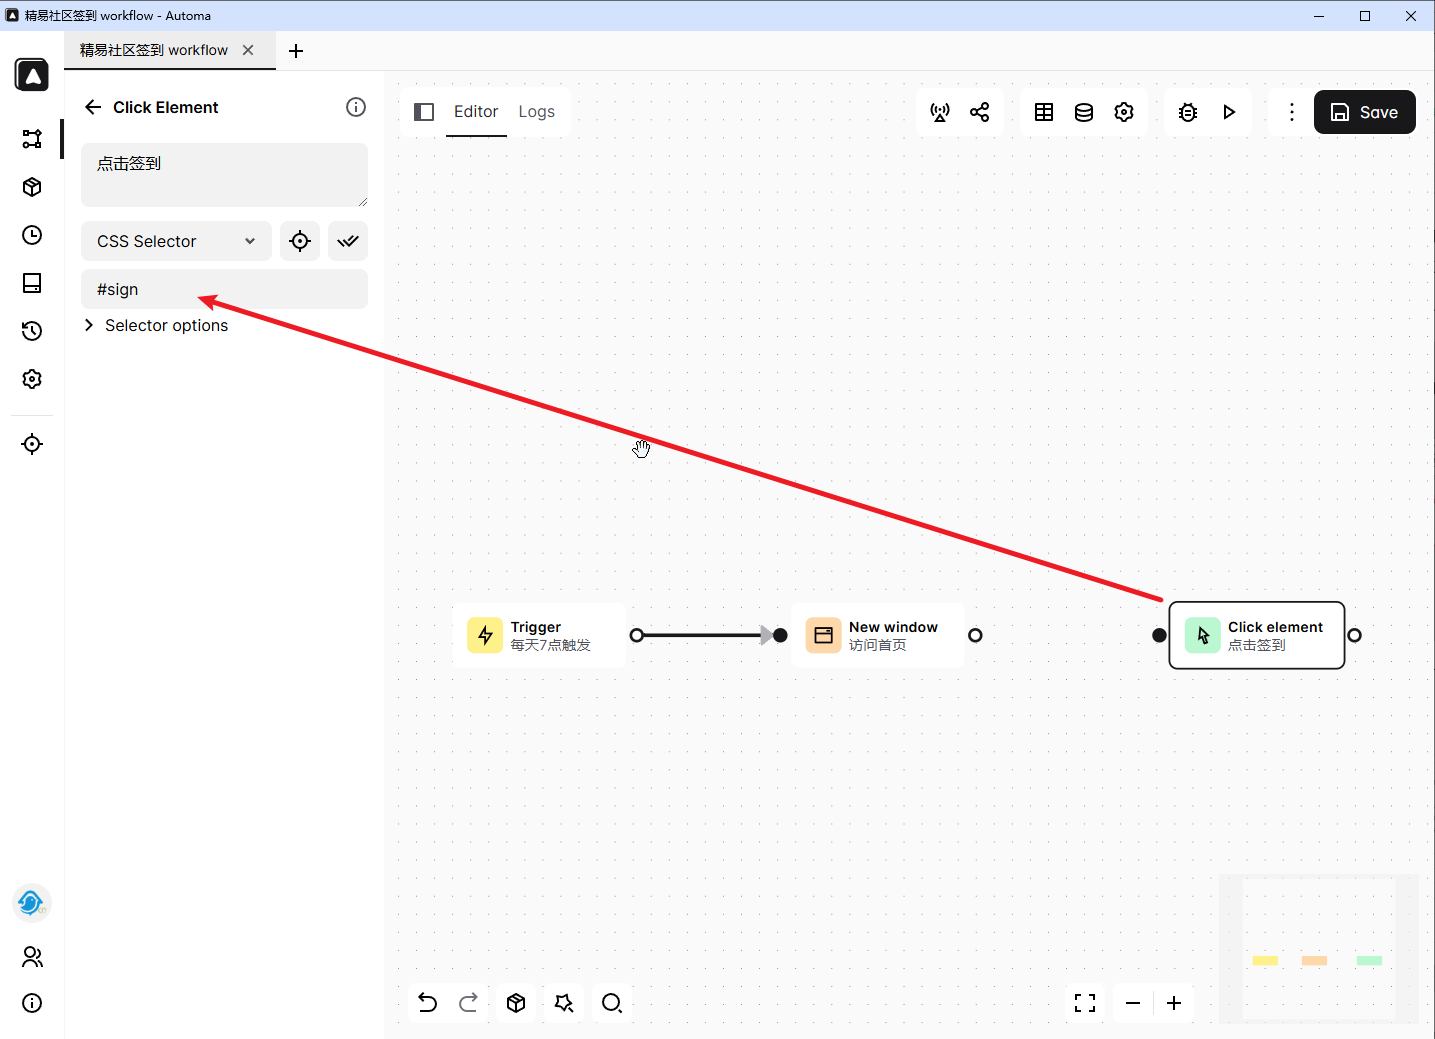 精易社区签到 workflow - Automa
精易社区签到 workflow
Click Element
Editor
Logs
Save
点击签到
CSS Selector
#sign
Selector options
Trigger
每天7点触发
New window
访问首页
Click element
点击签到